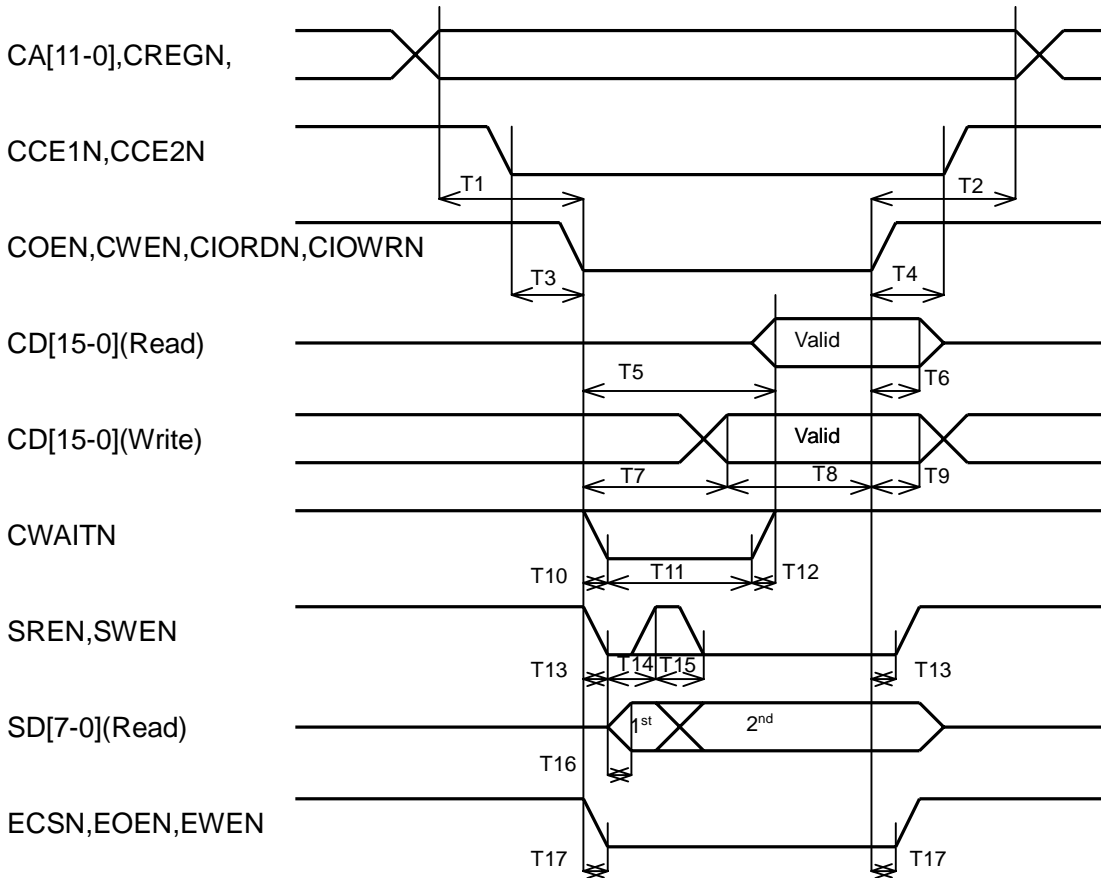 CA[11-0],CREGN,
CCE1N,CCE2N
T1
T2
COEN,CWEN,CIORDN,CIOWRN
T3
T4
CD[15-0](Read)
Valid
T5
T6
CD[15-0](Write)
Valid
T7
T8
T9
CWAITN
T10
T11
T12
SREN,SWEN
T13
T14
T15
T13
SD[7-0](Read)
1st
2nd
T16
ECSN,EOEN,EWEN
T17
T17